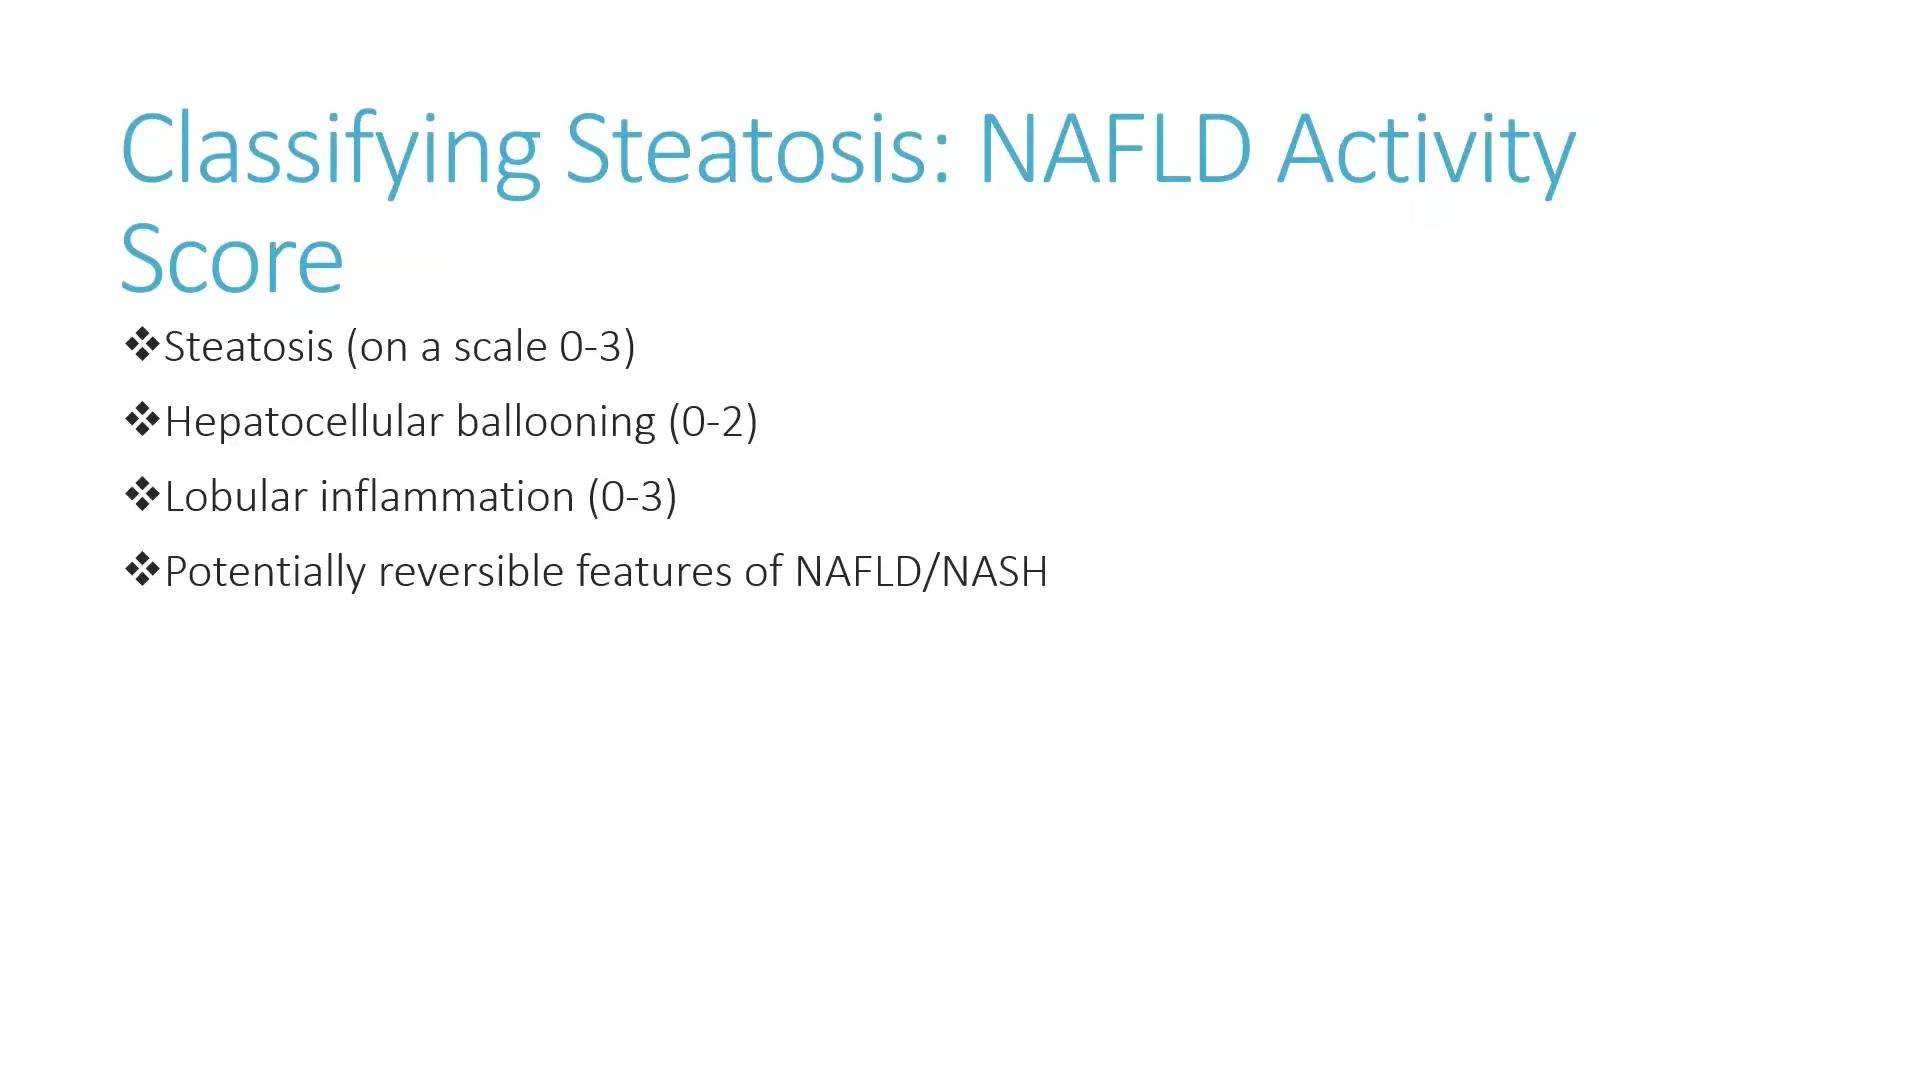 Classifying Steatosis: NAFLD Activity
Score
❖Steatosis (on a scale 0-3)
❖Hepatocellular ballooning (0-2)
❖Lobular inflammation (0-3)
❖Potentially reversible features of NAFLD/NASH